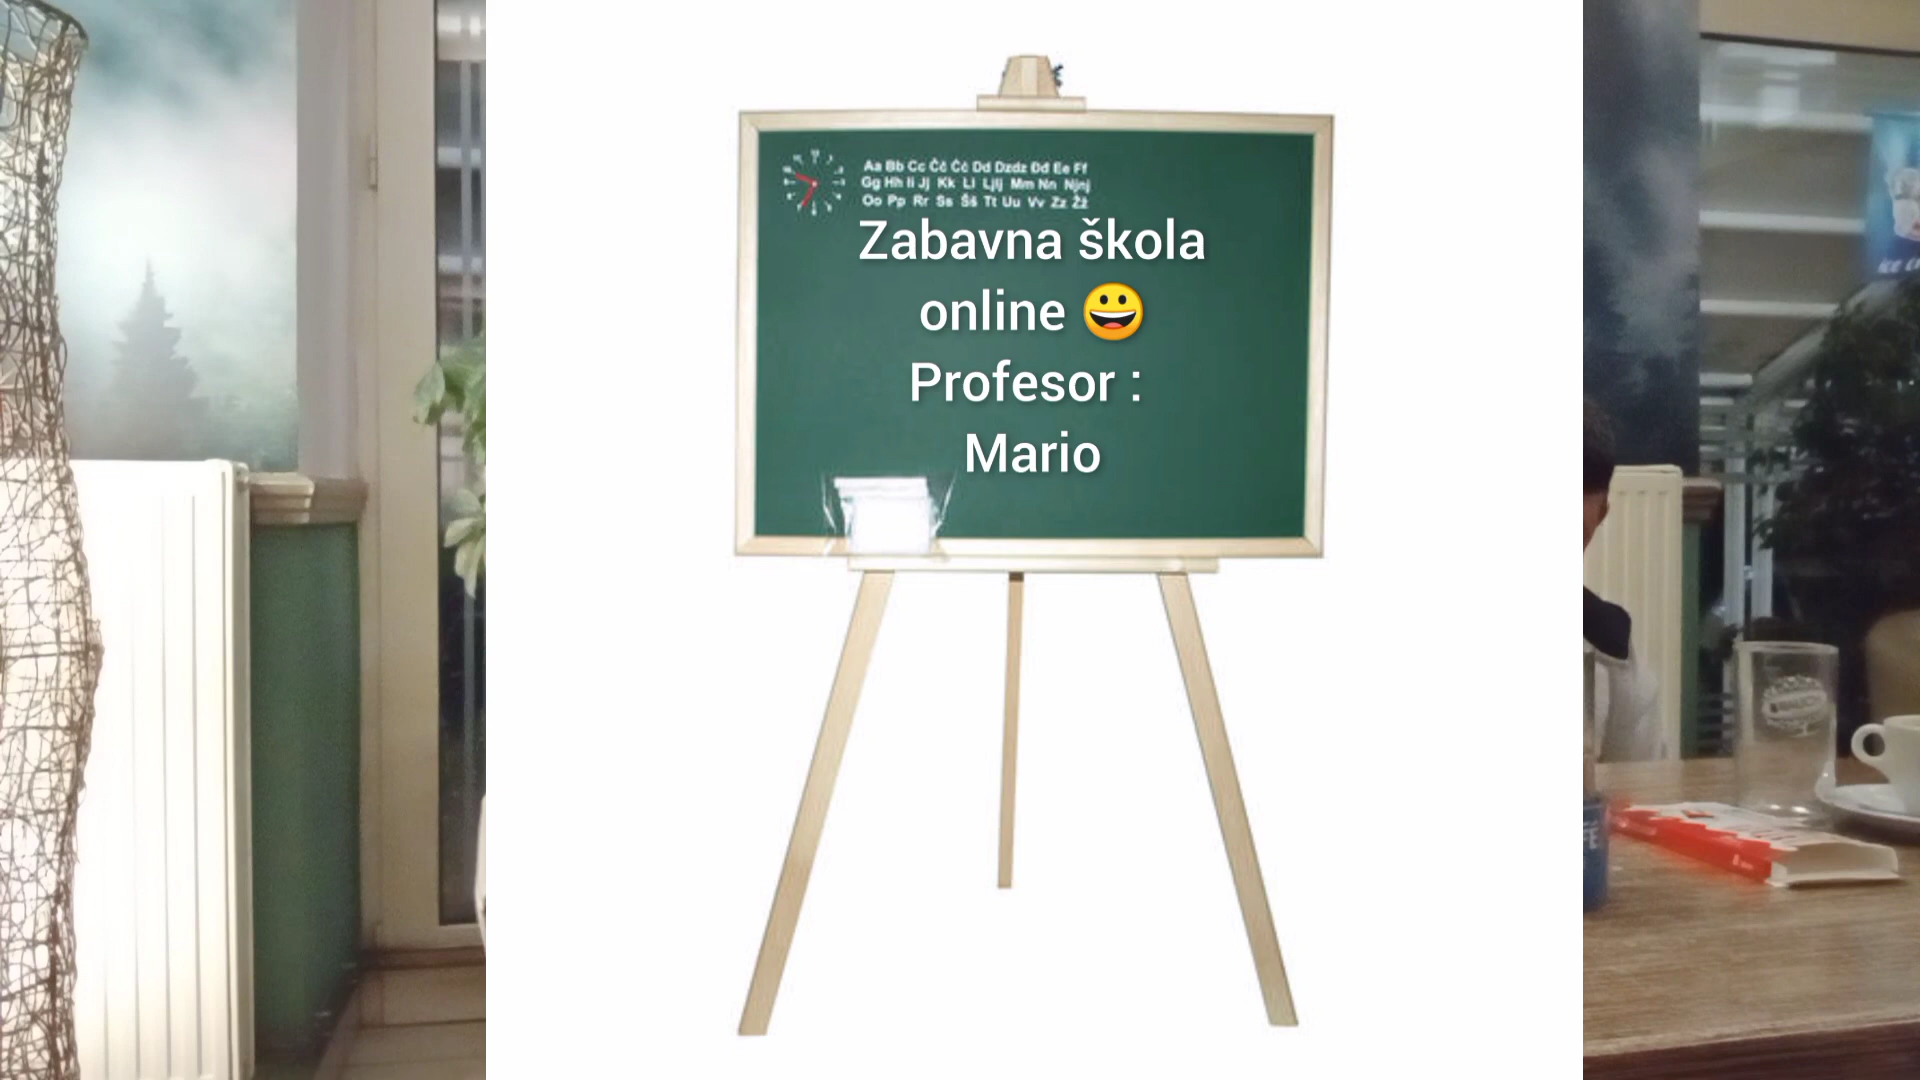 Aa Bb Cc Čč Ćć Dd Dždž Đđ Ee Ff
Gg Hh Ii Jj Kk Ll Ljlj Mm Nn Njnj
Oo Pp Rr Ss Šš Tt Uu Vv Zz Žž
Zabavna škola
online 😀
Profesor :
Mario